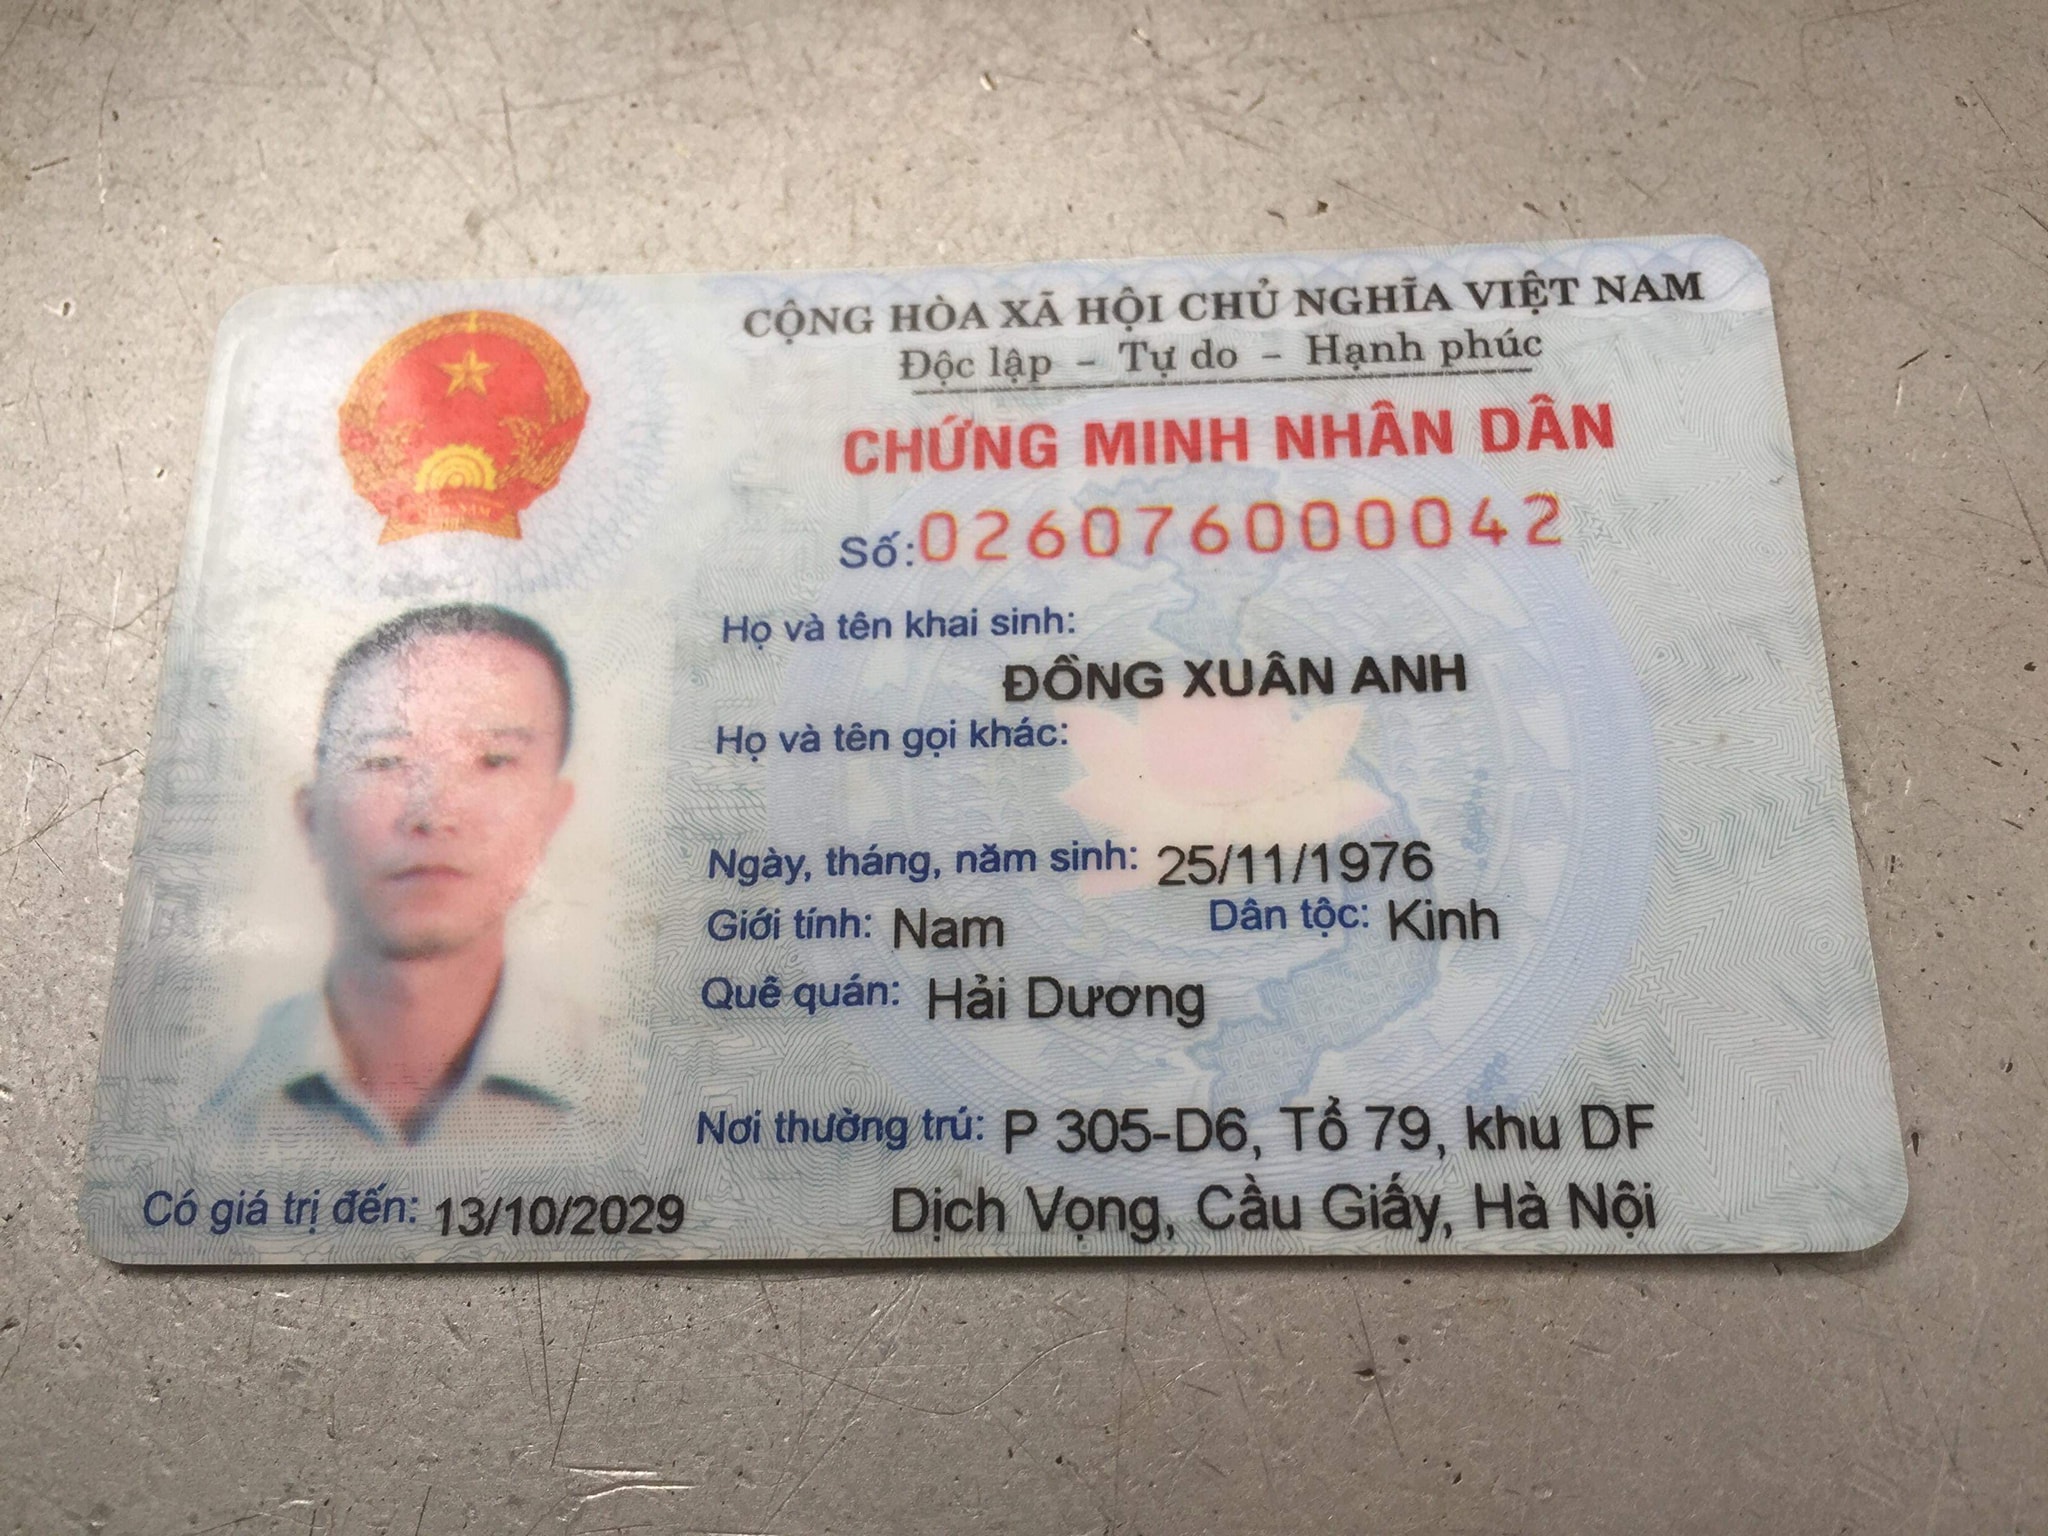 CỘNG HÒA XÃ HỘI CHỦ NGHĨA VIỆT NAM
Độc lập - Tự do - Hạnh phúc
CHỨNG MINH NHÂN DÂN
Số: 026076000042
Họ và tên khai sinh:
ĐỒNG XUÂN ANH
Họ và tên gọi khác:
Ngày, tháng, năm sinh: 25/11/1976
Giới tính: Nam Dân tộc: Kinh
Quê quán: Hải Dương
Nơi thường trú: P 305-D6, Tổ 79, khu DF
Dịch Vọng, Cầu Giấy, Hà Nội
Có giá trị đến: 13/10/2029